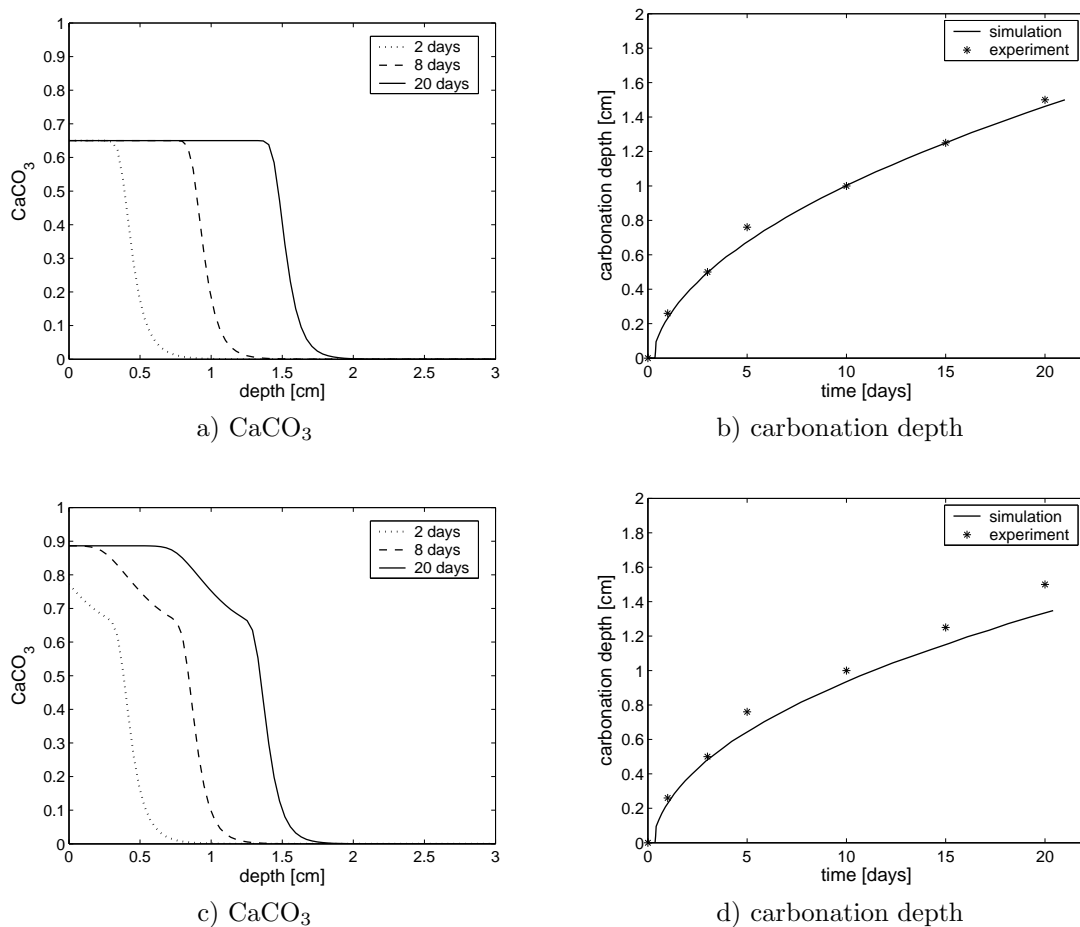 1
0.9
0.8
0.7
0.6
0.5
0.4
0.3
0.2
0.1
0
CaCO3
2 days
8 days
20 days
0 0.5 1 1.5 2 2.5 3
depth [cm]
a) CaCO3
2
1.8
1.6
1.4
1.2
1
0.8
0.6
0.4
0.2
0
carbonation depth [cm]
simulation
experiment
0 5 10 15 20
time [days]
b) carbonation depth
1
0.9
0.8
0.7
0.6
0.5
0.4
0.3
0.2
0.1
0
CaCO3
2 days
8 days
20 days
0 0.5 1 1.5 2 2.5 3
depth [cm]
c) CaCO3
2
1.8
1.6
1.4
1.2
1
0.8
0.6
0.4
0.2
0
carbonation depth [cm]
simulation
experiment
0 5 10 15 20
time [days]
d) carbonation depth